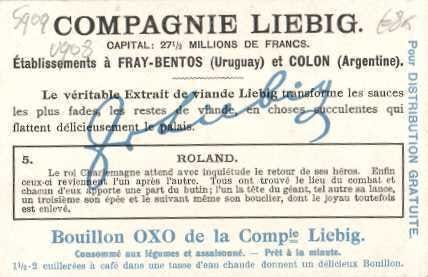 S909
V903
COMPAGNIE LIEBIG.
CAPITAL: 27½ MILLIONS DE FRANCS.
Établissements à FRAY-BENTOS (Uruguay) et COLON (Argentine).
Le véritable Extrait de viande Liebig transforme les sauces
les plus fades, les restes de viande, en choses succulentes qui
flattent délicieusement le palais.
Pour DISTRIBUTION GRATUITE.
5. ROLAND.
Le roi Charlemagne attend avec inquiétude le retour de ses héros. Enfin
ceux-ci reviennent l'un après l'autre. Tous ont trouvé le lieu du combat et
chacun d'eux apporte une part du butin; l'un la tête du géant, tel autre sa lance,
un troisième son épée et le suivant même son bouclier, dont le joyau toutefois
est enlevé.
Bouillon OXO de la Compie Liebig.
Consommé aux légumes et assaisonné. — Prêt à la minute.
1½-2 cuillerées à café dans une tasse d'eau chaude donnent un délicieux Bouillon.